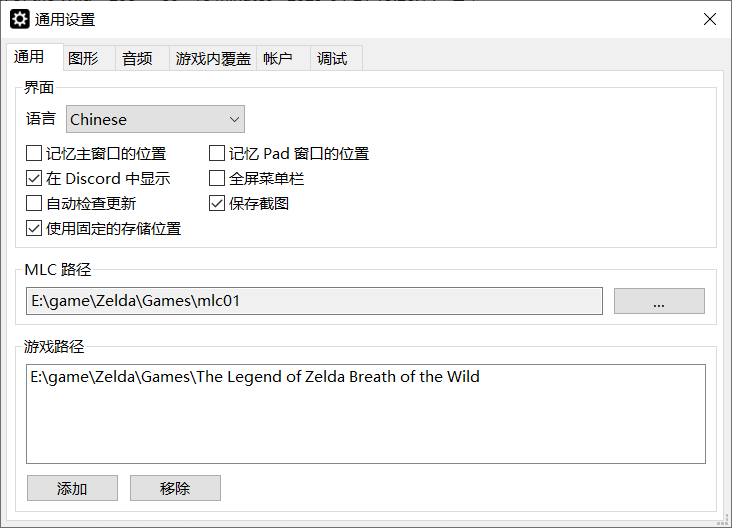 通用设置
通用 图形 音频 游戏内覆盖 帐户 调试
界面
语言 Chinese
记忆主窗口的位置 记忆 Pad 窗口的位置
在 Discord 中显示 全屏菜单栏
自动检查更新 保存截图
使用固定的存储位置
MLC 路径
E:\game\Zelda\Games\mlc01 ...
游戏路径
E:\game\Zelda\Games\The Legend of Zelda Breath of the Wild
添加 移除